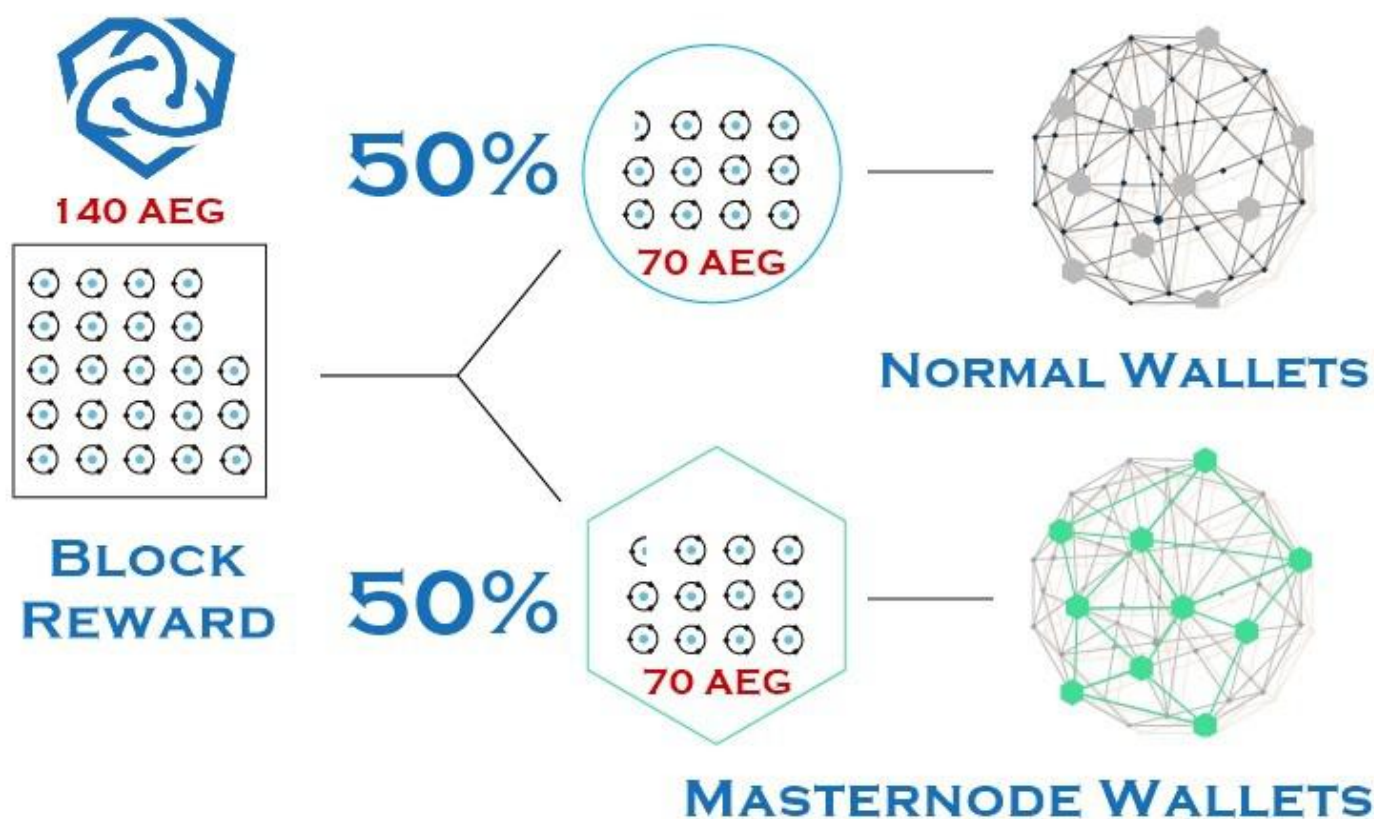 140 AEG
BLOCK
REWARD
50%
70 AEG
NORMAL WALLETS
50%
70 AEG
MASTERNODE WALLETS